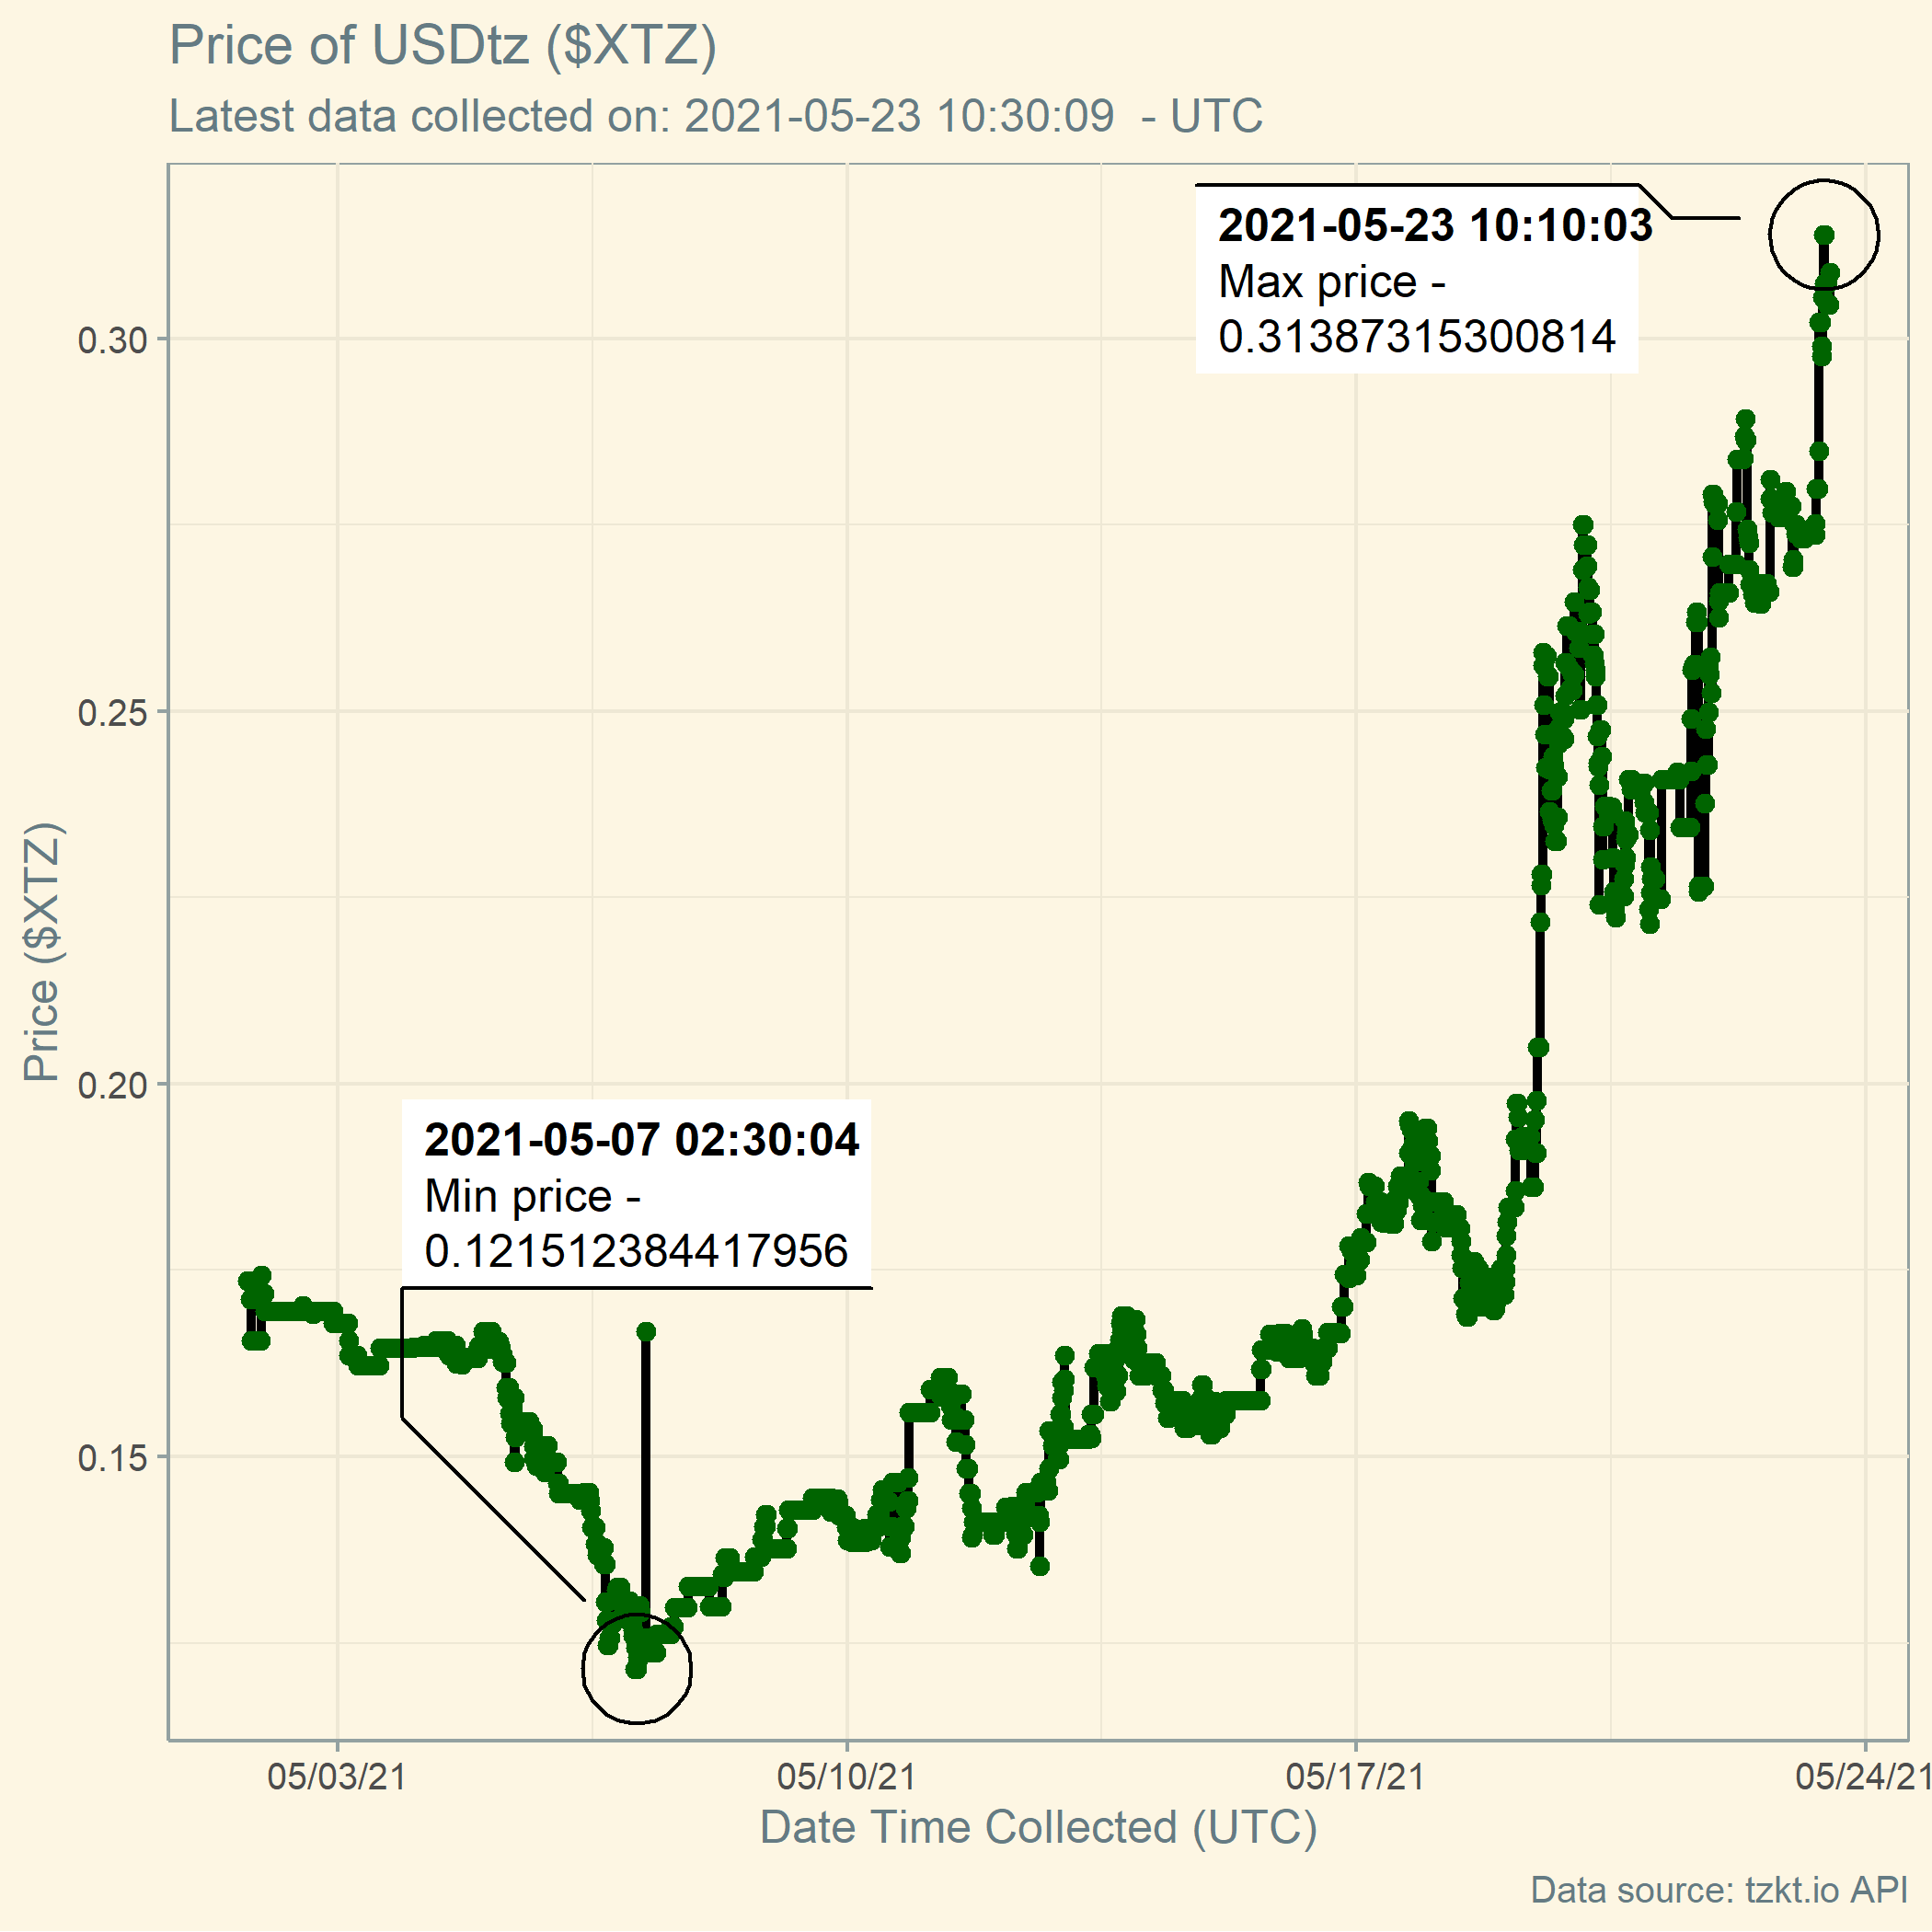 Price of USDtz ($XTZ)
Latest data collected on: 2021-05-23 10:30:09  - UTC
2021-05-23 10:10:03
Max price -
0.31387315300814
0.30
0.25
0.20
0.15
Price ($XTZ)
2021-05-07 02:30:04
Min price -
0.121512384417956
05/03/21
05/10/21
05/17/21
05/24/21
Date Time Collected (UTC)
Data source: tzkt.io API